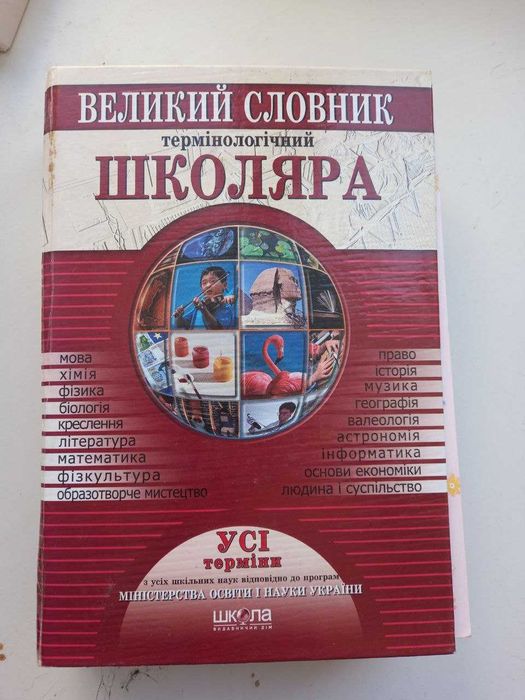 ВЕЛИКИЙ СЛОВНИК
термінологічний
ШКОЛЯРА
мова
хімія
фізика
біологія
креслення
література
математика
фізкультура
образотворче мистецтво
право
історія
музика
географія
валеологія
астрономія
інформатика
основи економіки
людина і суспільство
УСІ
терміни
з усіх шкільних наук відповідно до програм
МІНІСТЕРСТВА ОСВІТИ І НАУКИ УКРАЇНИ
школа
ВИДАВНИЧИЙ ДІМ